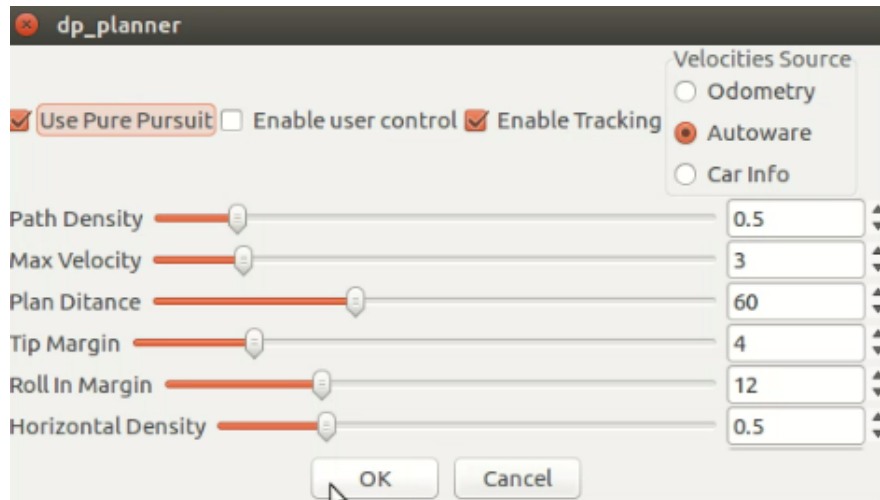 dp_planner
Velocities Source
Odometry
Use Pure Pursuit Enable user control Enable Tracking Autoware
Car Info
Path Density 0.5
Max Velocity 3
Plan Ditance 60
Tip Margin 4
Roll In Margin 12
Horizontal Density 0.5
OK Cancel